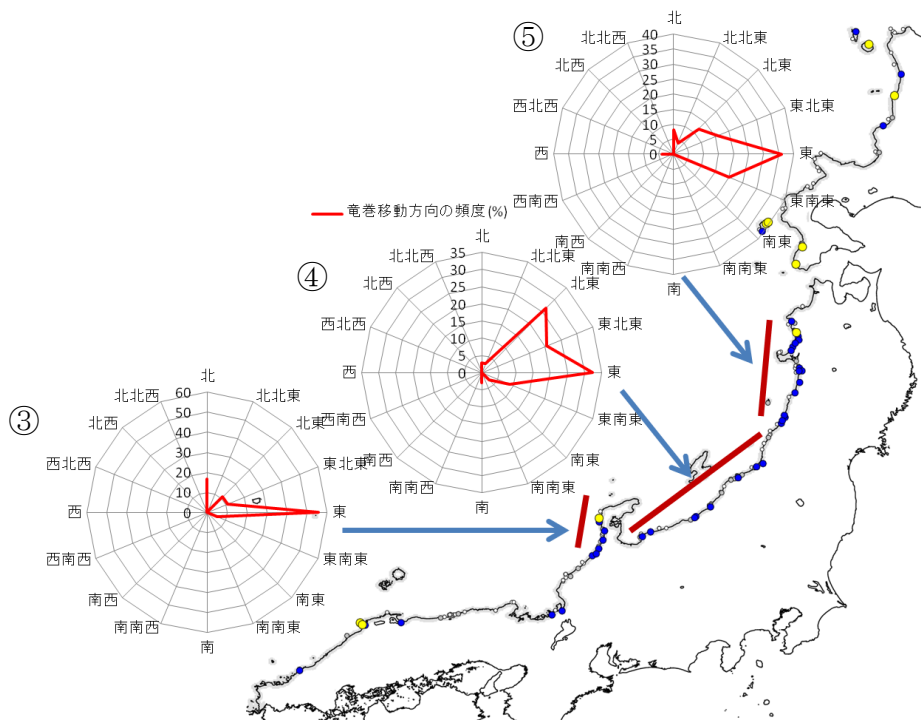 ⑤
北
北北東
北東
東北東
東
東南東
南東
南南東
南
南南西
南西
西南西
西
西北西
北西
北北西
40
35
30
25
20
15
10
5
0
竜巻移動方向の頻度(%)
④
北
北北東
北東
東北東
東
東南東
南東
南南東
南
南南西
南西
西南西
西
西北西
北西
北北西
35
30
25
20
15
10
5
0
③
北
北北東
北東
東北東
東
東南東
南東
南南東
南
南南西
南西
西南西
西
西北西
北西
北北西
60
50
40
30
20
10
0